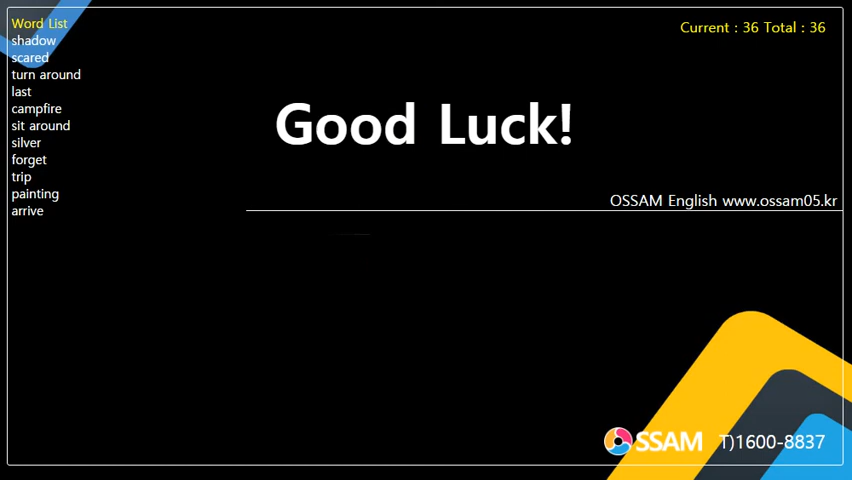 Word List
shadow
scared
turn around
last
campfire
sit around
silver
forget
trip
painting
arrive
Current : 36 Total : 36
Good Luck!
OSSAM English www.ossam05.kr
OSSAM T)1600-8837